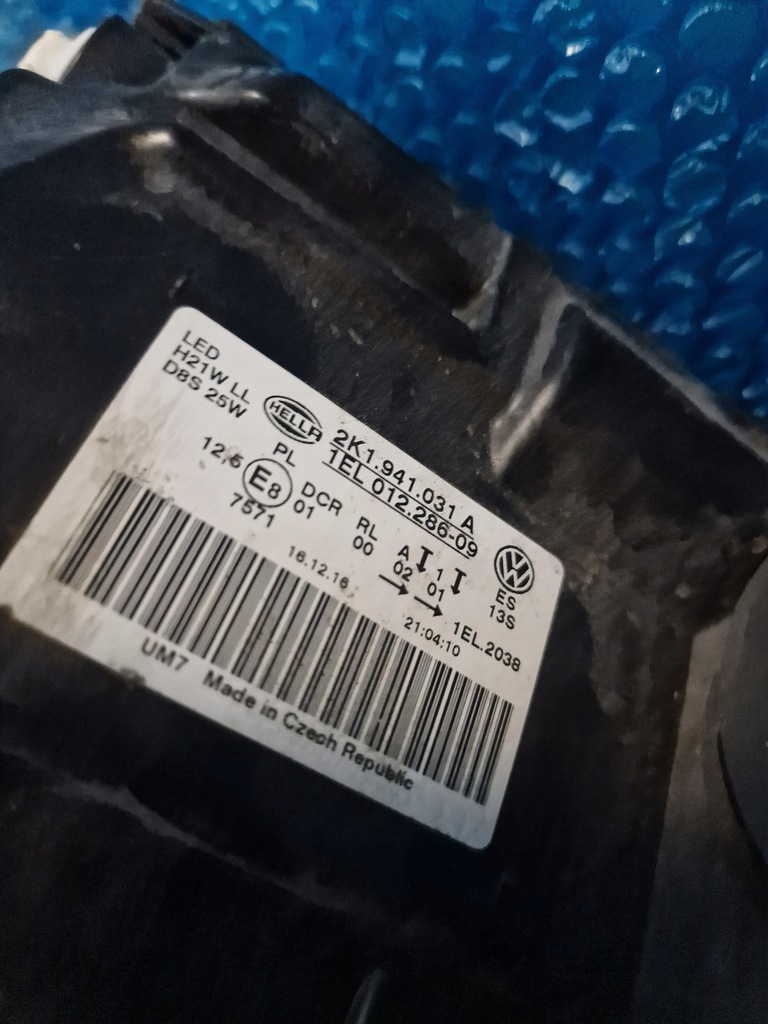 LED
H21W LL
D8S 25W
HELLA
2K1.941.031 A
1EL 012.286-09
PL DCR RL A 1
12,5 E8 01 00 02 01
7571
VW
ES
13S
16.12.16 21:04:10 1EL.2038
UM7 Made in Czech Republic